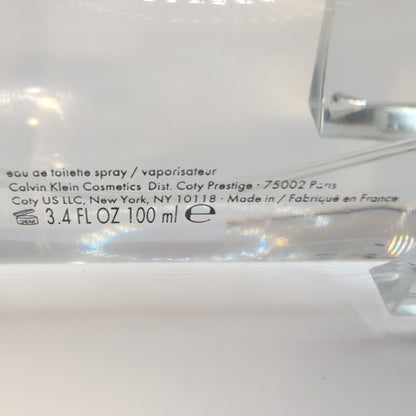 eau de toilette spray / vaporisateur
Calvin Klein Cosmetics Dist. Coty Prestige · 75002 Paris
Coty US LLC, New York, NY 10118 · Made in / Fabriqué en France
36M 3.4 FL OZ 100 ml e